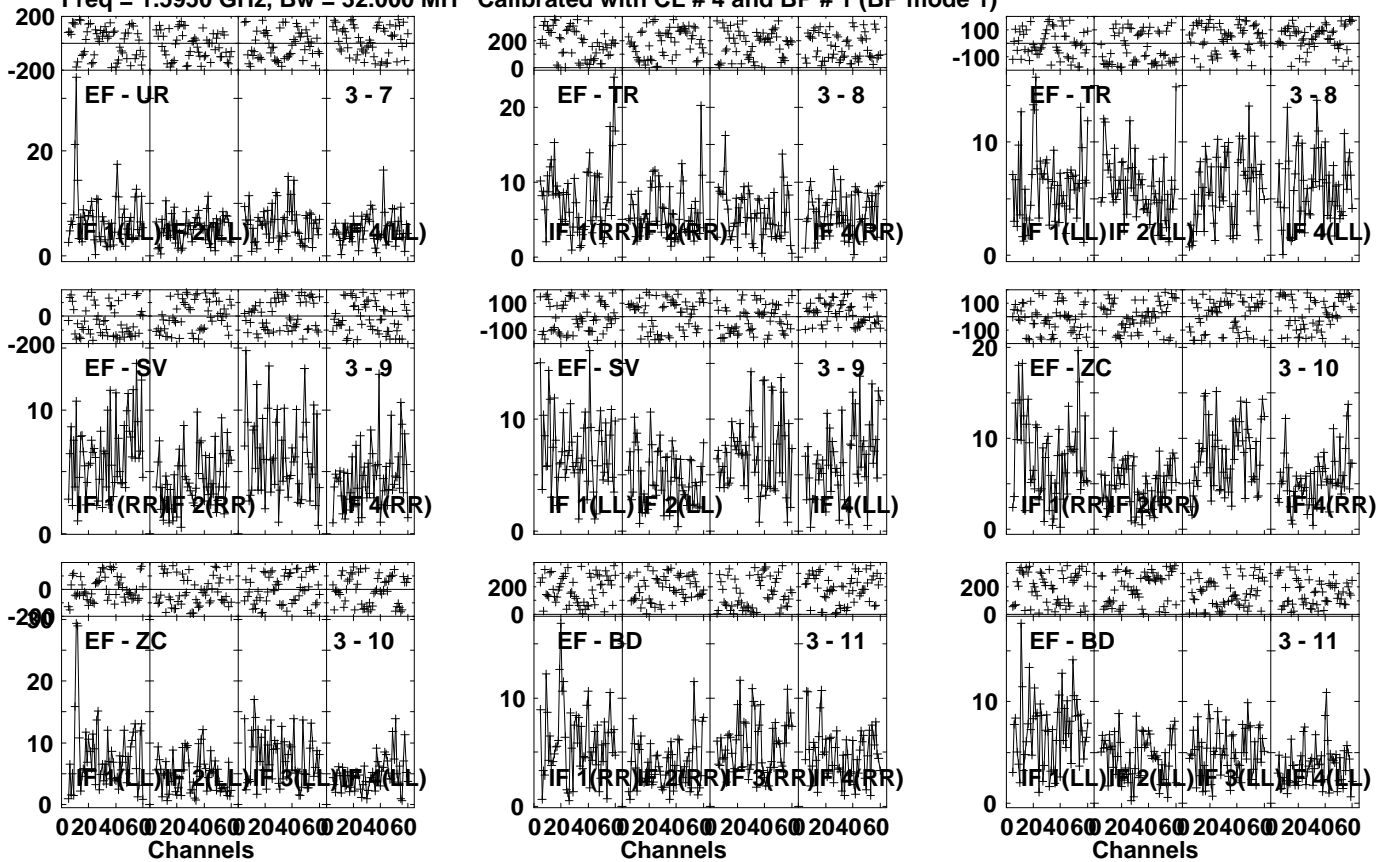 Freq = 1.5950 GHz, Bw = 32.000 MH Calibrated with CL # 4 and BP # 1 (BP mode 1)
200
-200
200
0
100
-100
EF - UR 3 - 7
EF - TR 3 - 8
EF - TR 3 - 8
20
0
20
10
0
10
0
IF 1(LL) IF 2(LL) IF 4(LL)
IF 1(RR) IF 2(RR) IF 4(RR)
IF 1(LL) IF 2(LL) IF 4(LL)
0
-200
100
-100
100
-100
EF - SV 3 - 9
EF - SV 3 - 9
EF - ZC 3 - 10
10
0
10
0
20
10
0
IF 1(RR) IF 2(RR) IF 4(RR)
IF 1(LL) IF 2(LL) IF 4(LL)
IF 1(RR) IF 2(RR) IF 4(RR)
0
-200
200
0
200
0
EF - ZC 3 - 10
EF - BD 3 - 11
EF - BD 3 - 11
30
20
10
0
10
0
10
0
IF 1(LL) IF 2(LL) IF 3(LL) IF 4(LL)
IF 1(RR) IF 2(RR) IF 3(RR) IF 4(RR)
IF 1(LL) IF 2(LL) IF 3(LL) IF 4(LL)
0 20 40 60 0 20 40 60 0 20 40 60 0 20 40 60
0 20 40 60 0 20 40 60 0 20 40 60 0 20 40 60
0 20 40 60 0 20 40 60 0 20 40 60 0 20 40 60
Channels
Channels
Channels